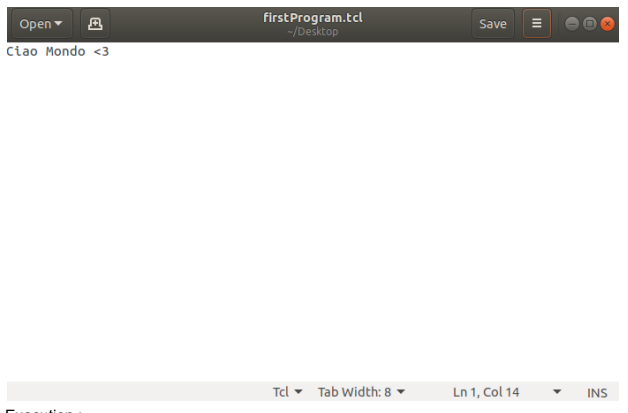 Open
firstProgram.tcl
~/Desktop
Save
Ciao Mondo <3
Tcl
Tab Width: 8
Ln 1, Col 14
INS
Execution :